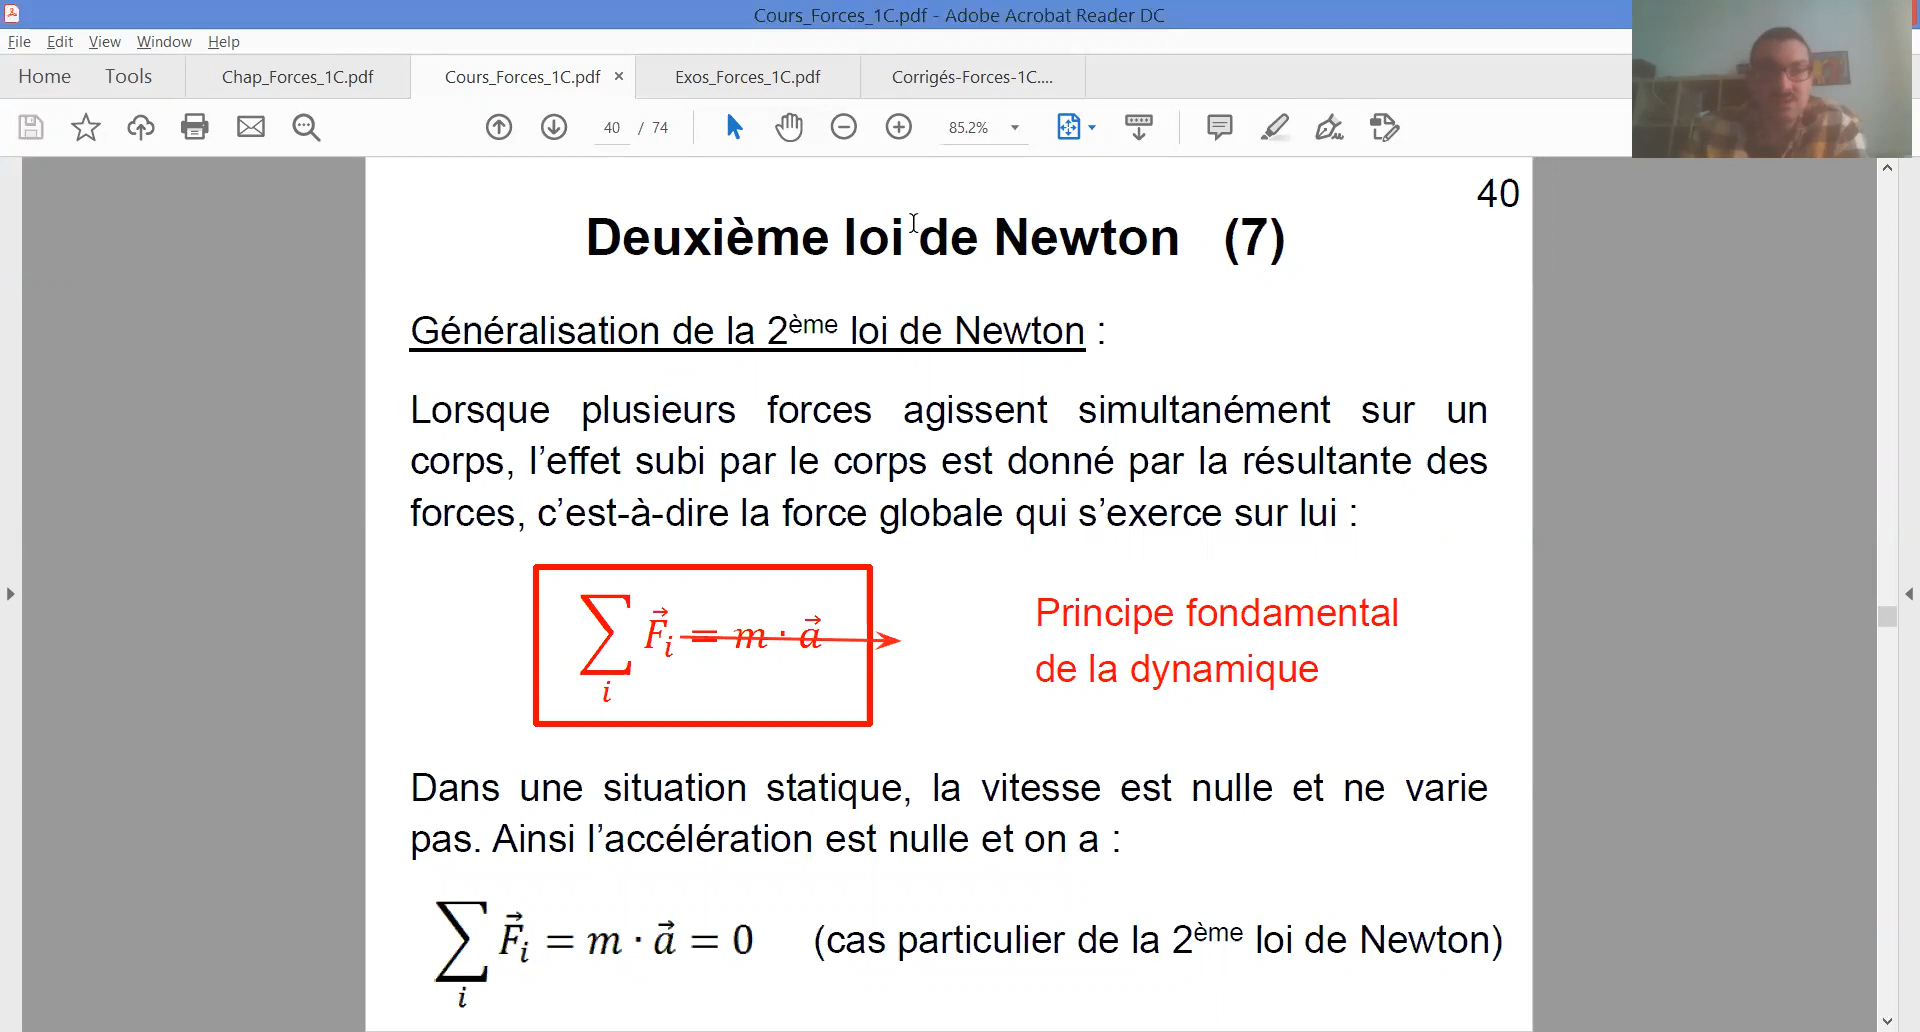 Cours_Forces_1C.pdf - Adobe Acrobat Reader DC
File Edit View Window Help
Home Tools Chap_Forces_1C.pdf Cours_Forces_1C.pdf × Exos_Forces_1C.pdf Corrigés-Forces-1C....
40 / 74 85.2%
40
Deuxième loi de Newton (7)
Généralisation de la 2ème loi de Newton :
Lorsque plusieurs forces agissent simultanément sur un
corps, l’effet subi par le corps est donné par la résultante des
forces, c’est-à-dire la force globale qui s’exerce sur lui :
∑ᵢ F⃗ᵢ = m · a⃗
Principe fondamental
de la dynamique
Dans une situation statique, la vitesse est nulle et ne varie
pas. Ainsi l’accélération est nulle et on a :
∑ᵢ F⃗ᵢ = m · a⃗ = 0 (cas particulier de la 2ème loi de Newton)